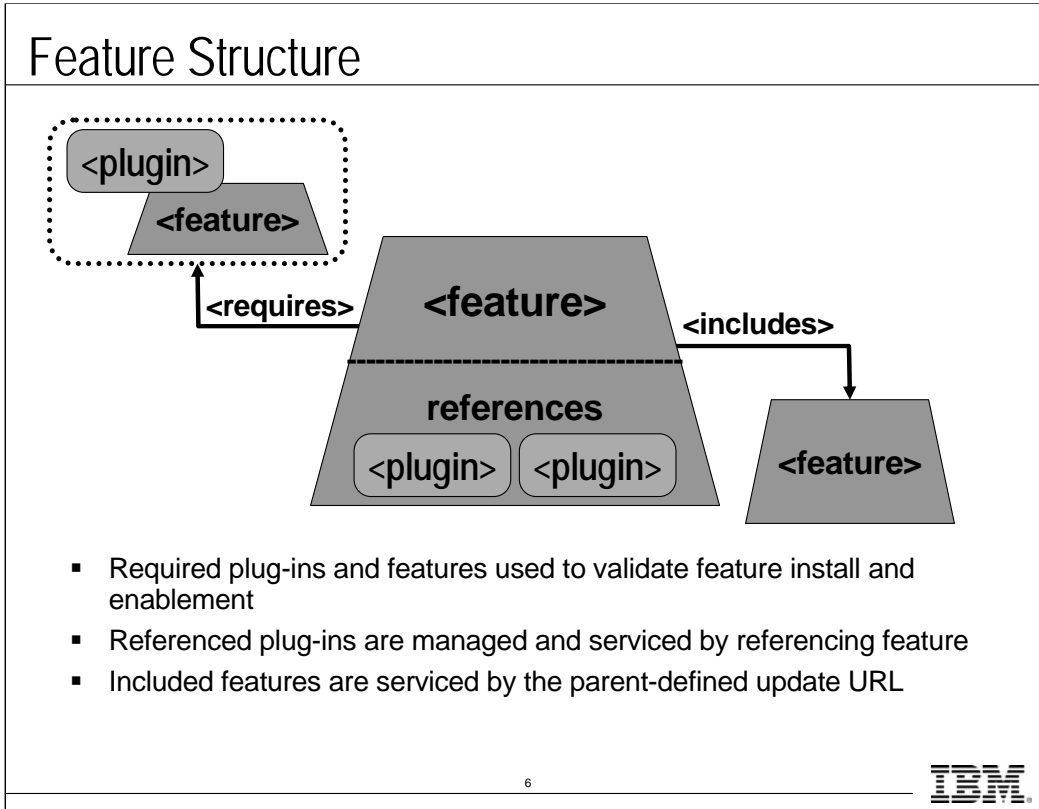 Feature Structure
<plugin>
<feature>
<requires>
<feature>
<includes>
references
<plugin> <plugin>
<feature>
▪ Required plug-ins and features used to validate feature install and
enablement
▪ Referenced plug-ins are managed and serviced by referencing feature
▪ Included features are serviced by the parent-defined update URL
6
IBM.